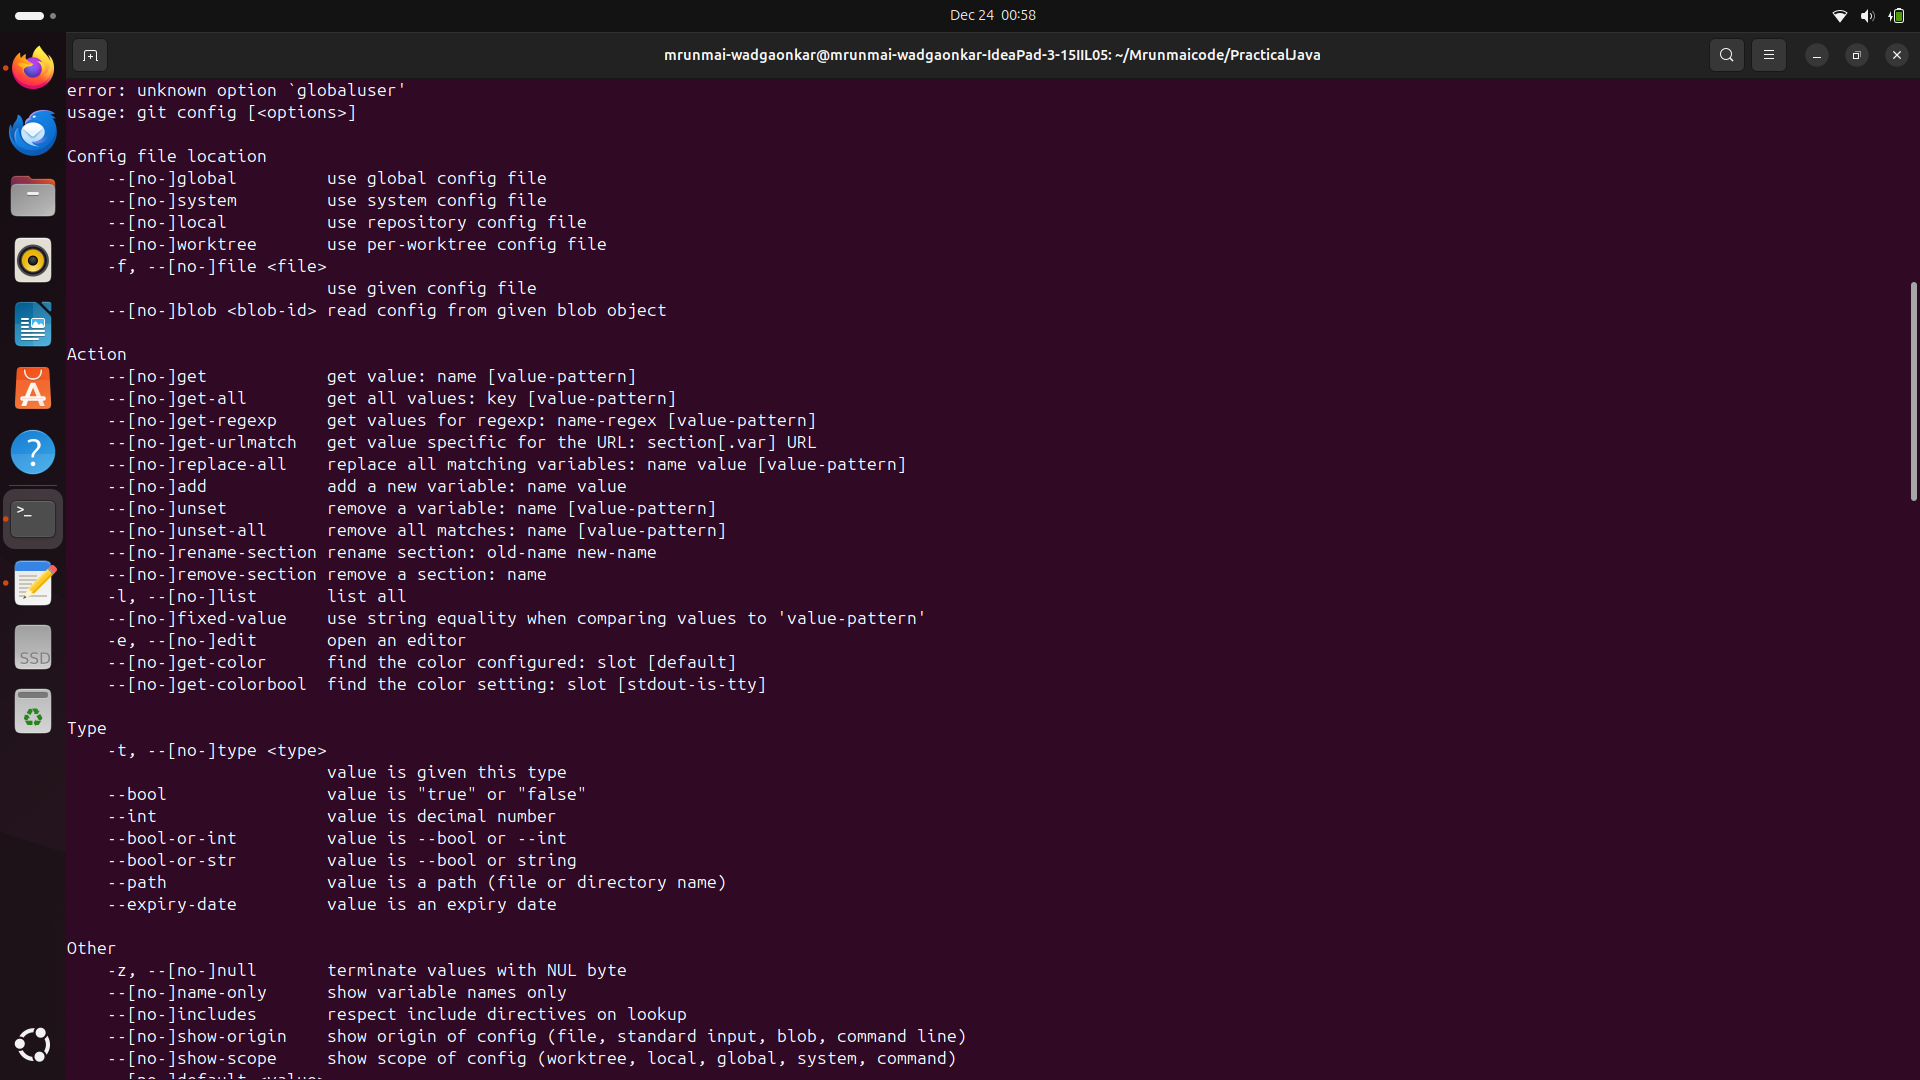 Dec 24 00:58
mrunmai-wadgaonkar@mrunmai-wadgaonkar-IdeaPad-3-15IIL05: ~/Mrunmaicode/PracticalJava
error: unknown option `globaluser'
usage: git config [<options>]
Config file location
--[no-]global use global config file
--[no-]system use system config file
--[no-]local use repository config file
--[no-]worktree use per-worktree config file
-f, --[no-]file <file>
use given config file
--[no-]blob <blob-id> read config from given blob object
Action
--[no-]get get value: name [value-pattern]
--[no-]get-all get all values: key [value-pattern]
--[no-]get-regexp get values for regexp: name-regex [value-pattern]
--[no-]get-urlmatch get value specific for the URL: section[.var] URL
--[no-]replace-all replace all matching variables: name value [value-pattern]
--[no-]add add a new variable: name value
--[no-]unset remove a variable: name [value-pattern]
--[no-]unset-all remove all matches: name [value-pattern]
--[no-]rename-section rename section: old-name new-name
--[no-]remove-section remove a section: name
-l, --[no-]list list all
--[no-]fixed-value use string equality when comparing values to 'value-pattern'
-e, --[no-]edit open an editor
--[no-]get-color find the color configured: slot [default]
--[no-]get-colorbool find the color setting: slot [stdout-is-tty]
Type
-t, --[no-]type <type>
value is given this type
--bool value is "true" or "false"
--int value is decimal number
--bool-or-int value is --bool or --int
--bool-or-str value is --bool or string
--path value is a path (file or directory name)
--expiry-date value is an expiry date
Other
-z, --[no-]null terminate values with NUL byte
--[no-]name-only show variable names only
--[no-]includes respect include directives on lookup
--[no-]show-origin show origin of config (file, standard input, blob, command line)
--[no-]show-scope show scope of config (worktree, local, global, system, command)
--[no-]default <value>
SSD